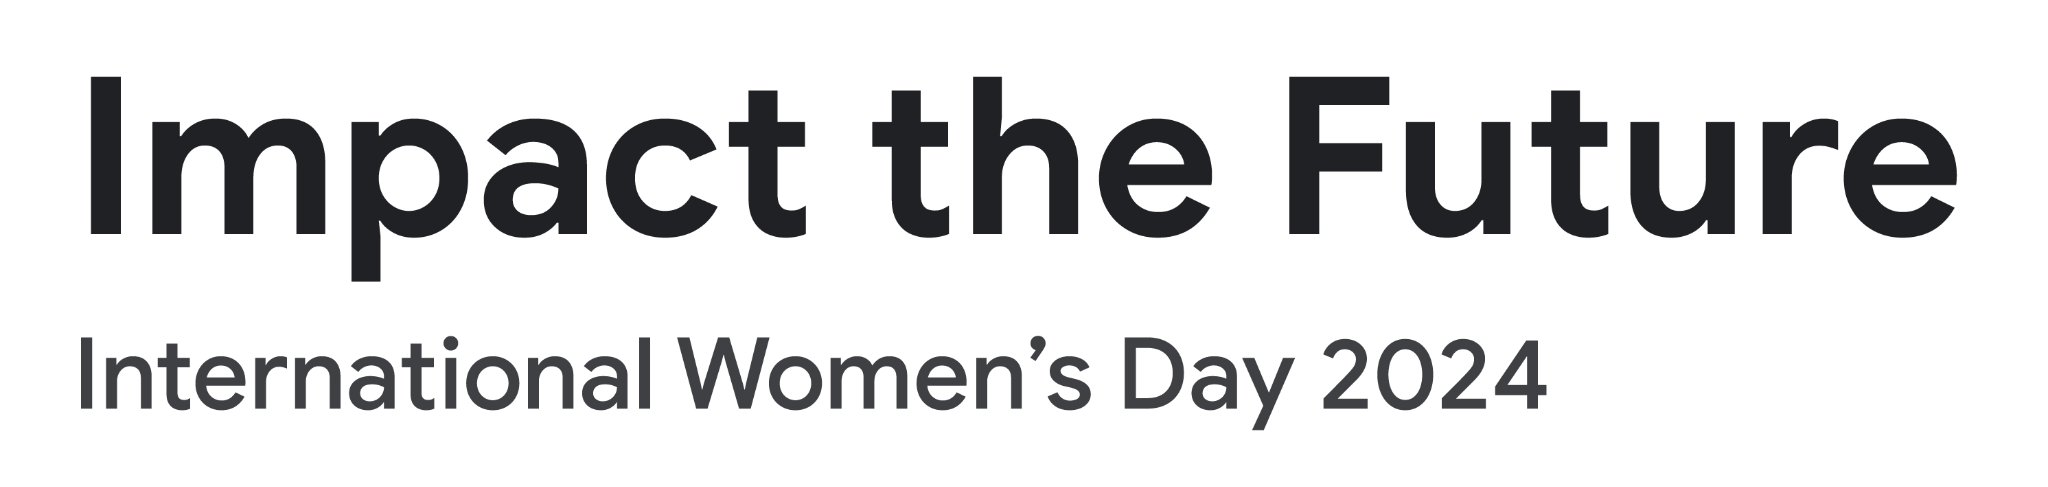 Impact the Future
International Women’s Day 2024